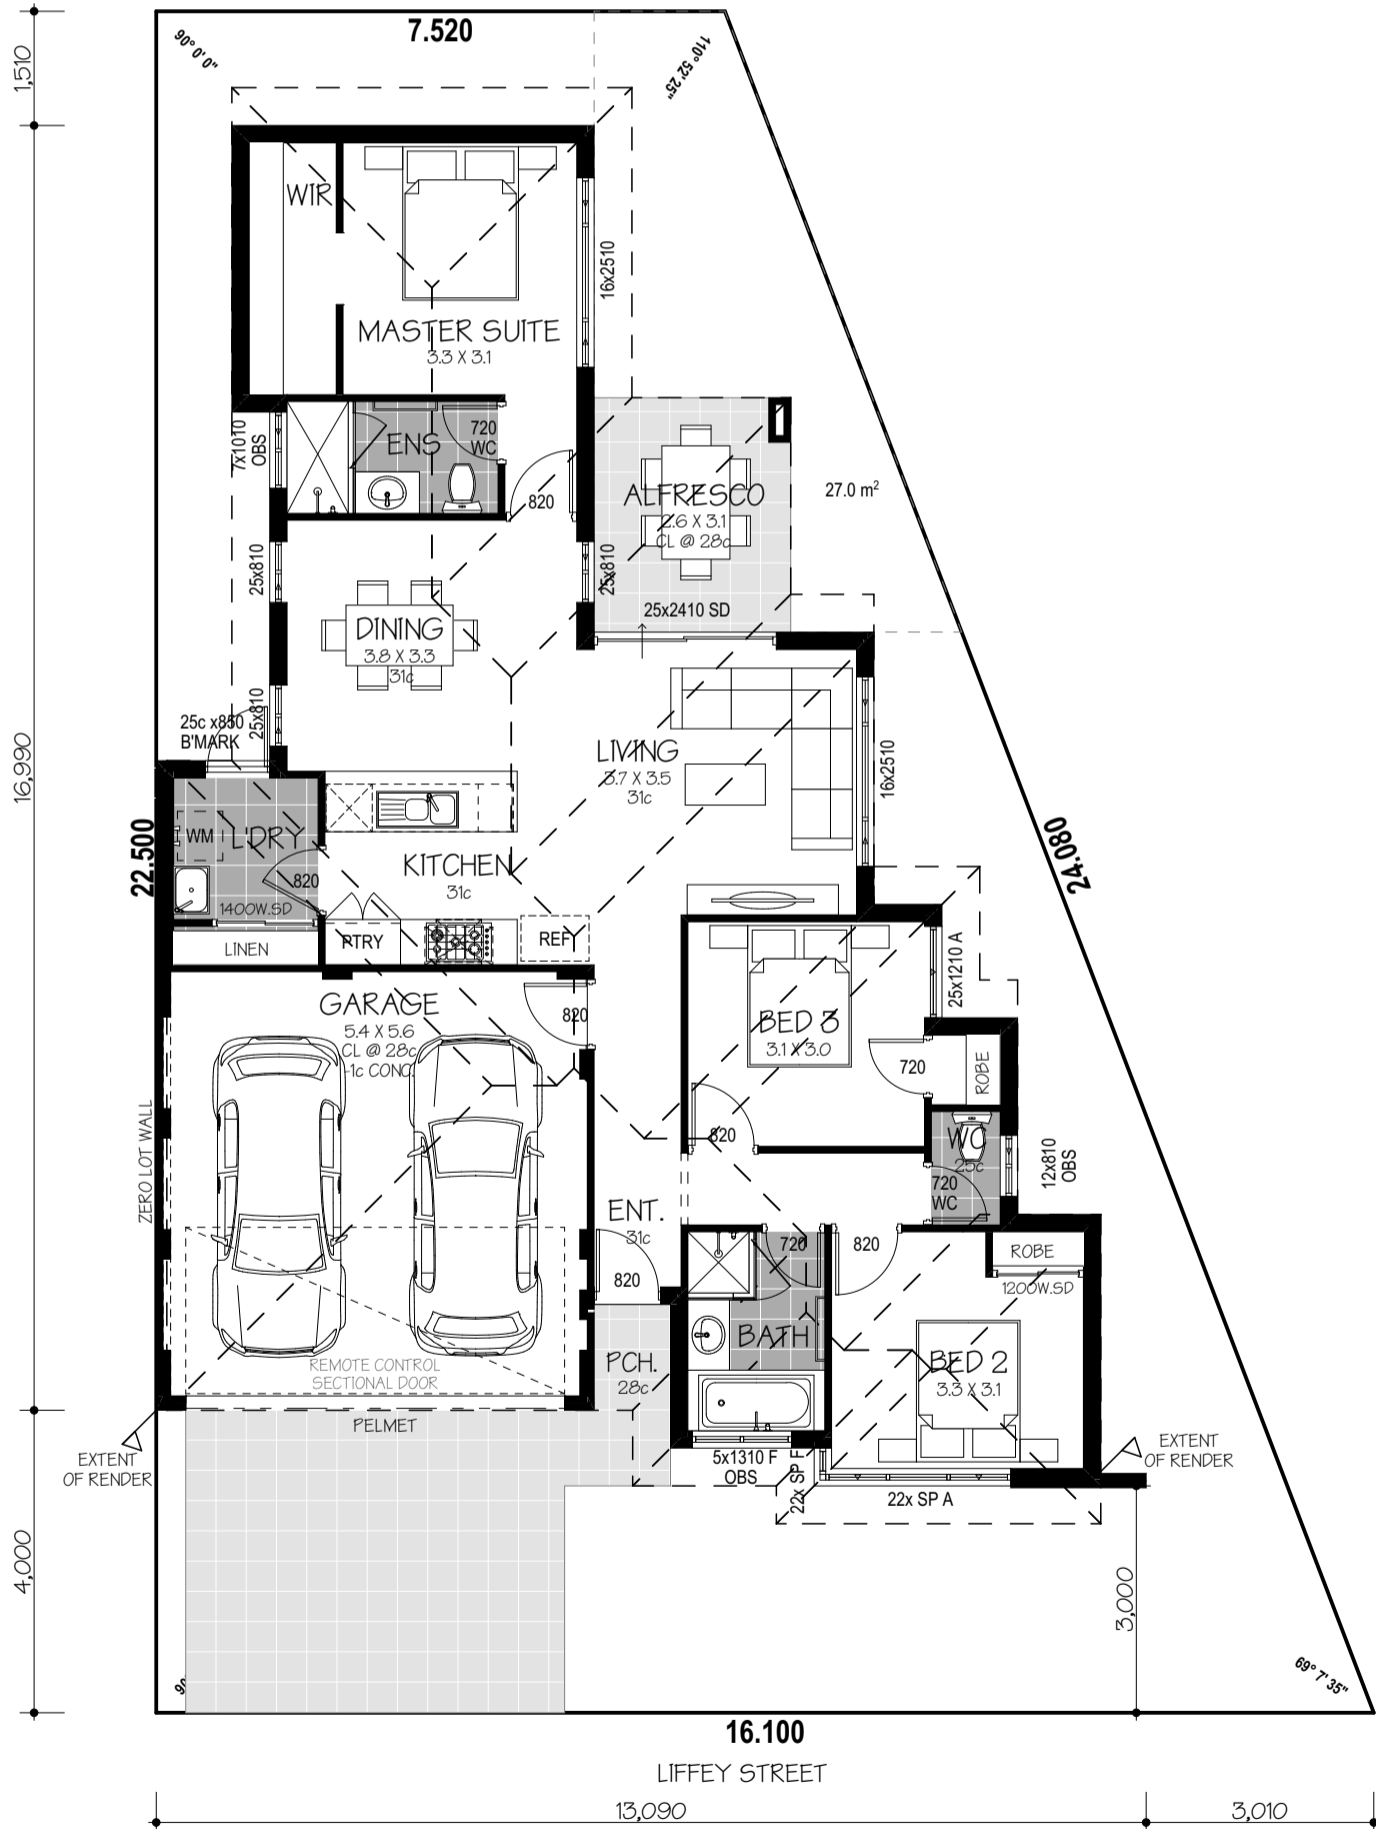 7.520
90° 0' 0"
110° 52' 25"
1,510
WIR
16x2510
MASTER SUITE
3.3 X 3.1
7x1010
OBS
ENS
720
WC
820
ALFRESCO
2.6 X 3.1
CL @ 28c
27.0 m²
25x810
25x810
25x2410 SD
DINING
3.8 X 3.3
31c
25x810
25c x850
B'MARK
LIVING
3.7 X 3.5
31c
16x2510
16,990
22.500
24.080
WM
L'DRY
820
1400W.SD
LINEN
KITCHEN
31c
PTRY
REF
GARAGE
5.4 X 5.6
CL @ 28c
-1c CONC.
820
BED 3
3.1 X 3.0
25x1210 A
720
ROBE
820
WC
25c
720
WC
12x810
OBS
ZERO LOT WALL
ENT.
31c
820
720
820
ROBE
1200W.SD
BATH
BED 2
3.3 X 3.1
PCH.
28c
REMOTE CONTROL
SECTIONAL DOOR
PELMET
EXTENT
OF RENDER
5x1310 F
OBS
22x SP F
22x SP A
EXTENT
OF RENDER
4,000
3,000
90
69° 7' 35"
16.100
LIFFEY STREET
13,090
3,010